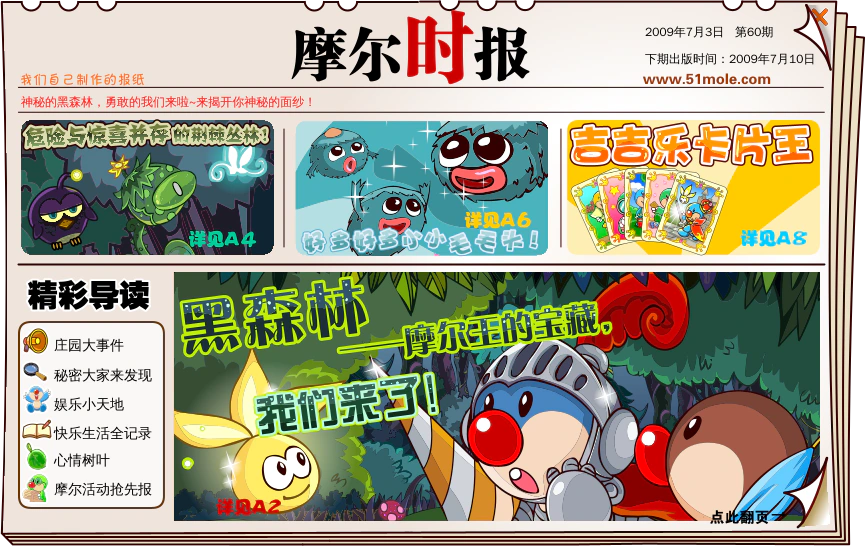 摩尔时报
2009年7月3日 第60期
下期出版时间：2009年7月10日
www.51mole.com
我们自己制作的报纸
神秘的黑森林，勇敢的我们来啦~来揭开你神秘的面纱！
危险与惊喜并存的荆棘丛林！
详见A4
详见A6
好多好多小小毛毛头！
吉吉乐卡片王
详见A8
精彩导读
庄园大事件
秘密大家来发现
娱乐小天地
快乐生活全记录
心情树叶
摩尔活动抢先报
黑森林
——摩尔王的宝藏，
我们来了！
详见A2
点此翻页